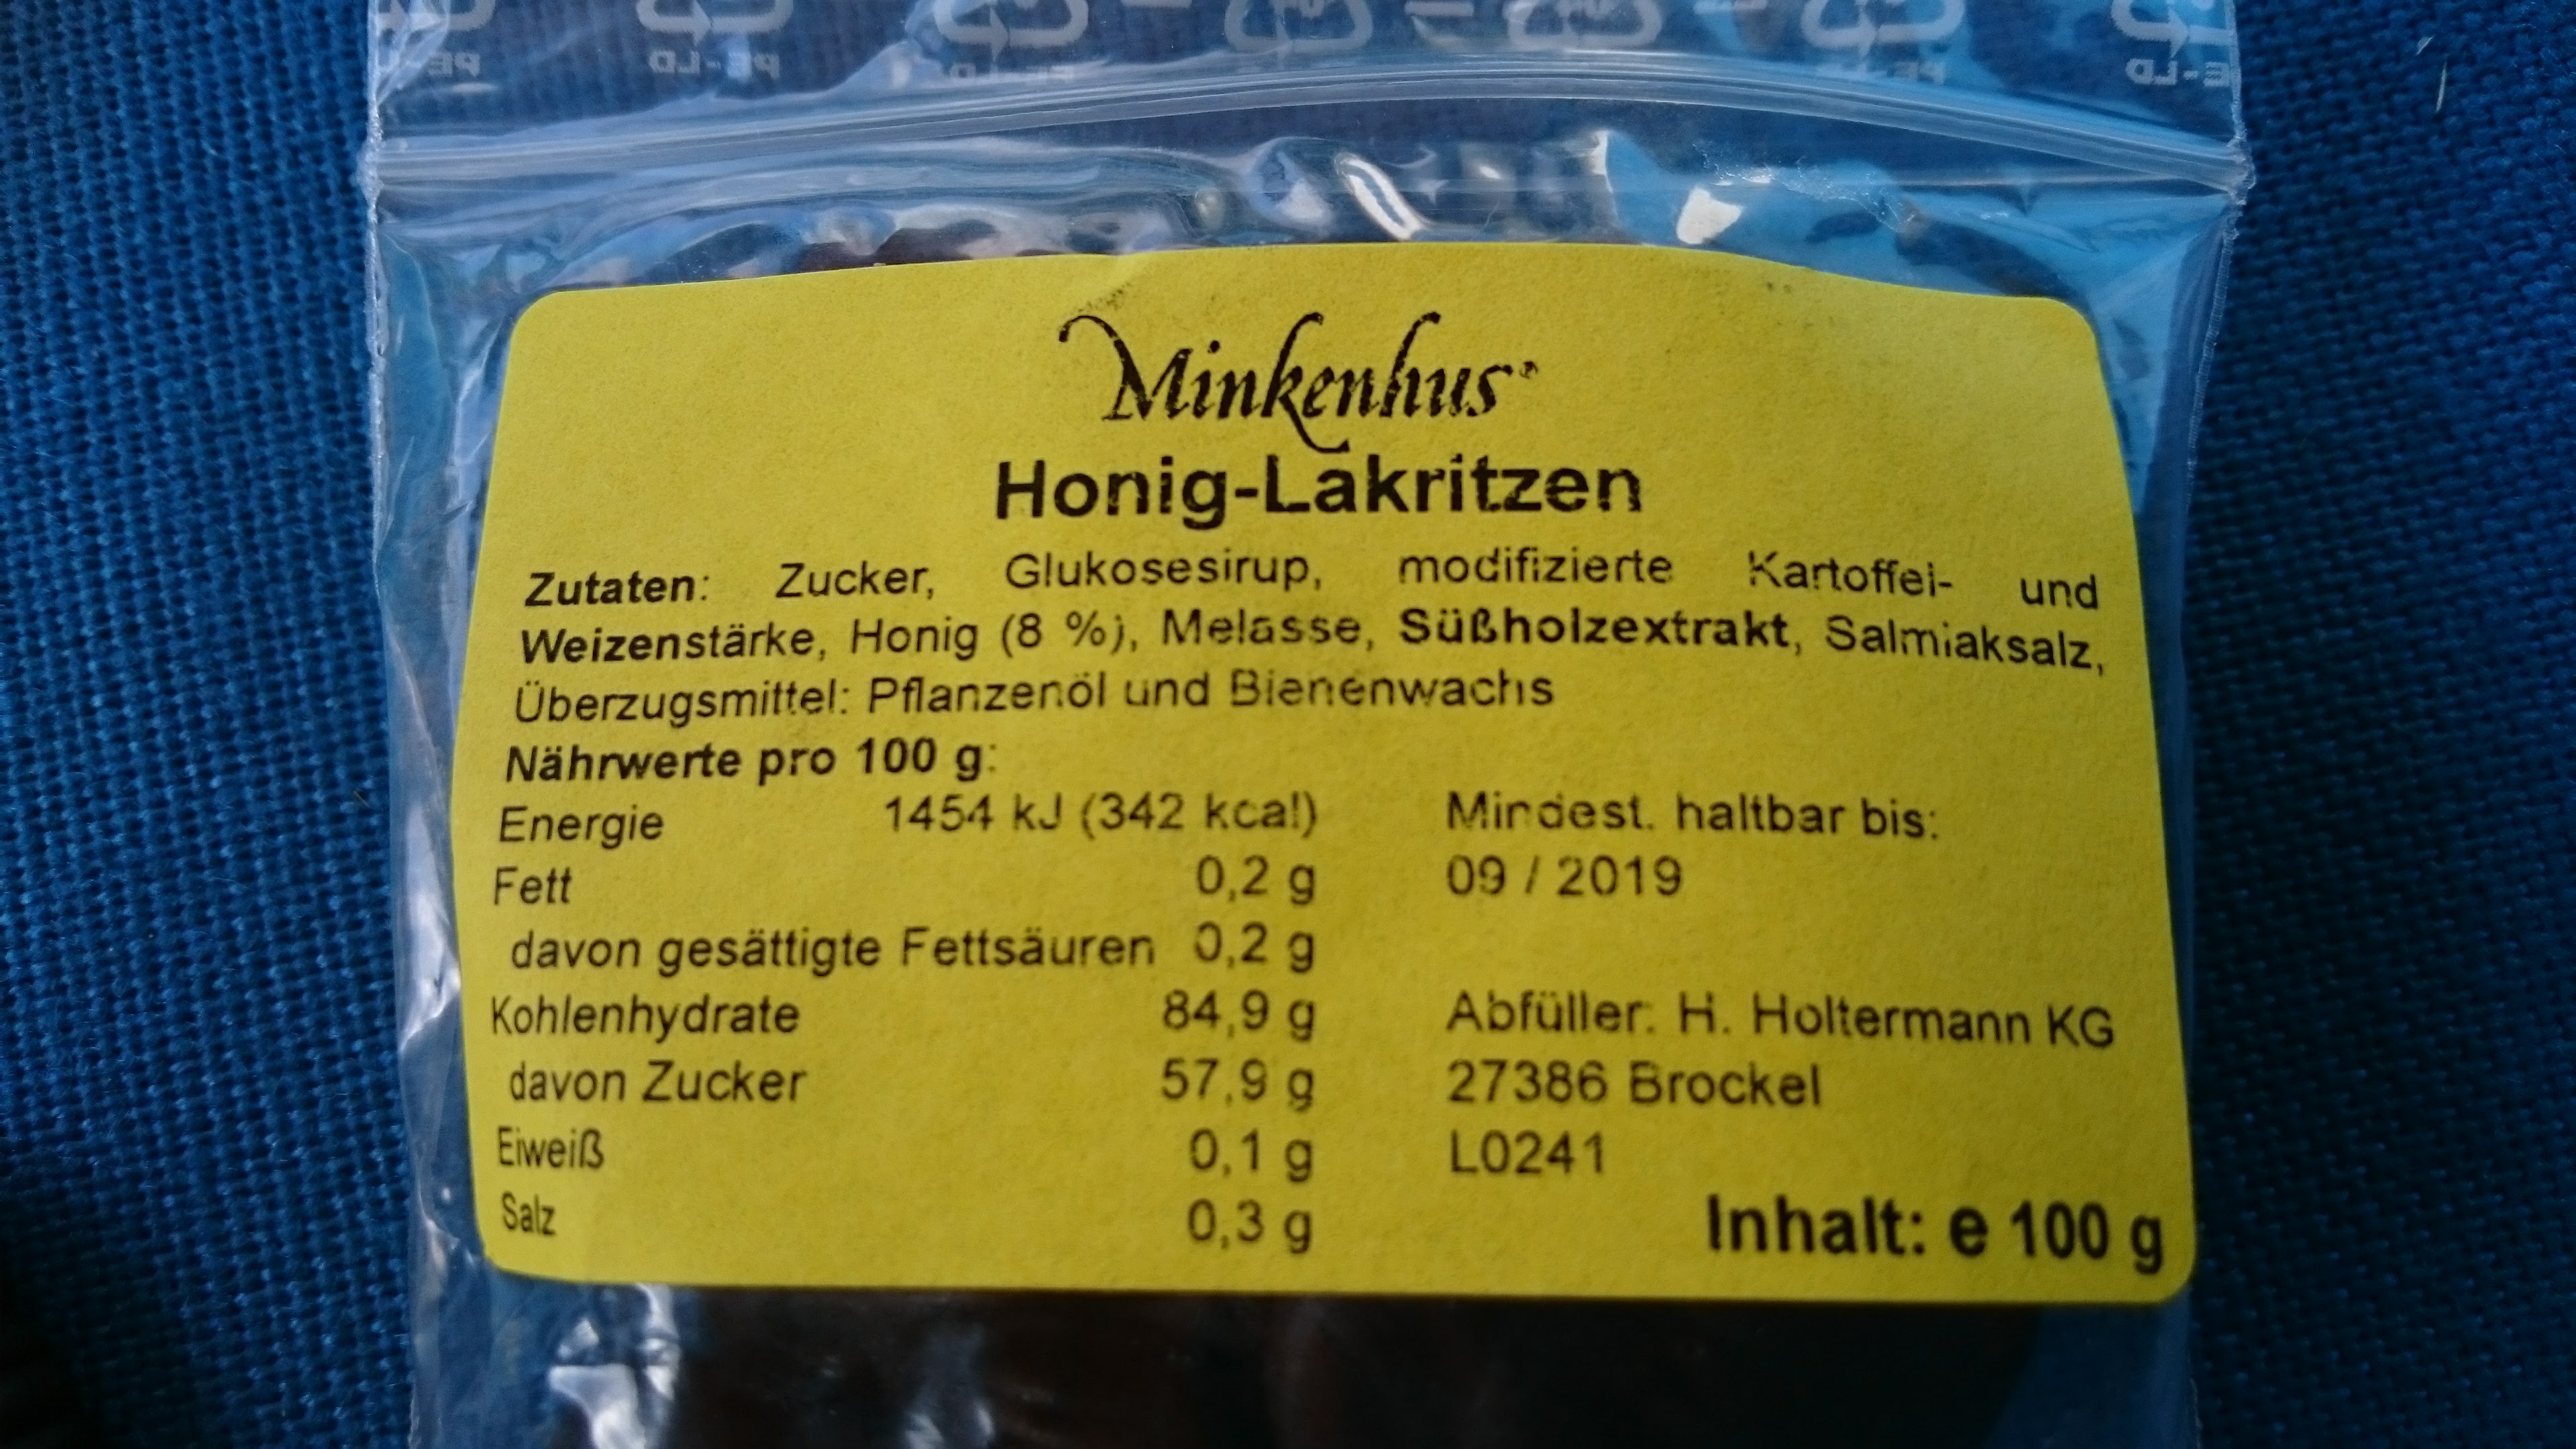 Minkenhus®
Honig-Lakritzen
Zutaten: Zucker, Glukosesirup, modifizierte Kartoffel- und
Weizenstärke, Honig (8 %), Melasse, Süßholzextrakt, Salmiaksalz,
Überzugsmittel: Pflanzenöl und Bienenwachs
Nährwerte pro 100 g:
Energie 1454 kJ (342 kcal)
Fett 0,2 g
davon gesättigte Fettsäuren 0,2 g
Kohlenhydrate 84,9 g
davon Zucker 57,9 g
Eiweiß 0,1 g
Salz 0,3 g
Mindest. haltbar bis:
09 / 2019
Abfüller: H. Holtermann KG
27386 Brockel
L0241
Inhalt: e 100 g